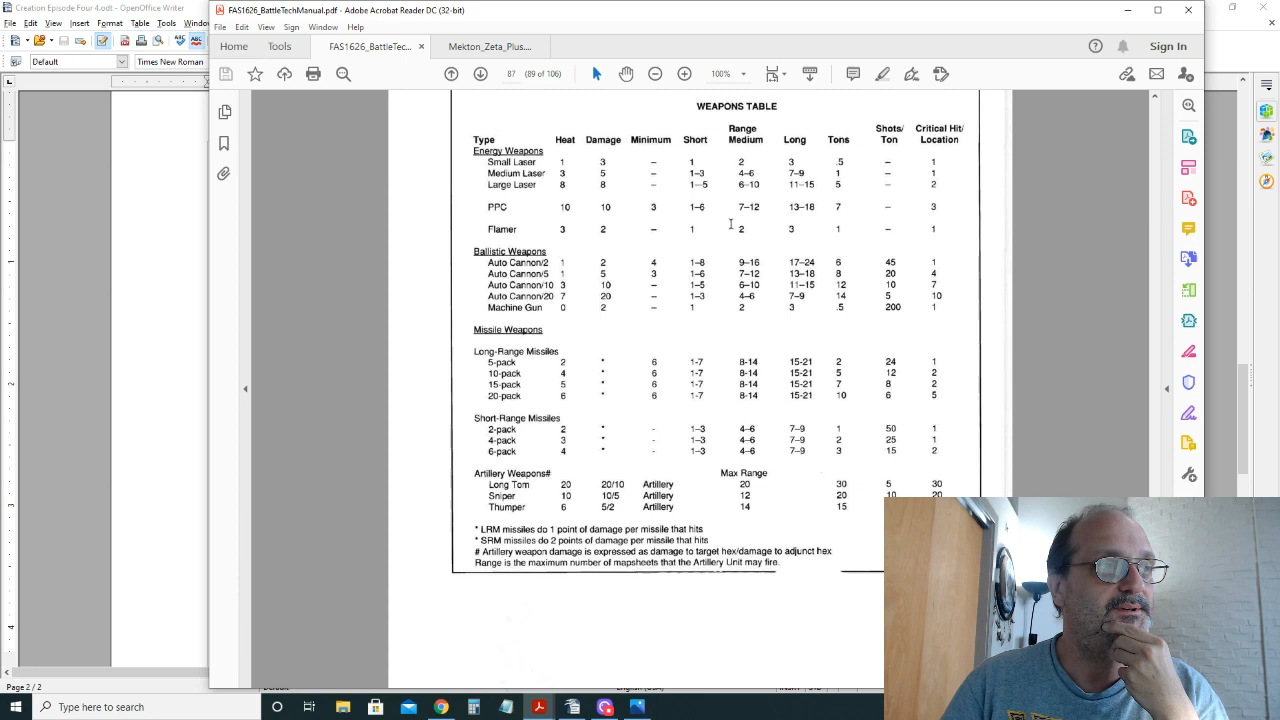 Creation Episode Four 4.odt - OpenOffice Writer
FAS1626_BattleTechManual.pdf - Adobe Acrobat Reader DC (32-bit)
File Edit View Insert Format Table Tools Window
File Edit View Sign Window Help
Home Tools FAS1626_BattleTec... × Mekton_Zeta_Plus.... Sign In
Default Times New Roman
87 (89 of 106) 100%
WEAPONS TABLE
Range Shots/ Critical Hit/
Type Heat Damage Minimum Short Medium Long Tons Ton Location
Energy Weapons
Small Laser 1 3 – 1 2 3 .5 – 1
Medium Laser 3 5 – 1–3 4–6 7–9 1 – 1
Large Laser 8 8 – 1–5 6–10 11–15 5 – 2
PPC 10 10 3 1–6 7–12 13–18 7 – 3
Flamer 3 2 – 1 2 3 1 – 1
Ballistic Weapons
Auto Cannon/2 1 2 4 1–8 9–16 17–24 6 45 1
Auto Cannon/5 1 5 3 1–6 7–12 13–18 8 20 4
Auto Cannon/10 3 10 – 1–5 6–10 11–15 12 10 7
Auto Cannon/20 7 20 – 1–3 4–6 7–9 14 5 10
Machine Gun 0 2 – 1 2 3 .5 200 1
Missile Weapons
Long-Range Missiles
5-pack 2 * 6 1-7 8-14 15-21 2 24 1
10-pack 4 * 6 1-7 8-14 15-21 5 12 2
15-pack 5 * 6 1-7 8-14 15-21 7 8 2
20-pack 6 * 6 1-7 8-14 15-21 10 6 5
Short-Range Missiles
2-pack 2 * - 1–3 4–6 7–9 1 50 1
4-pack 3 * - 1–3 4–6 7–9 2 25 1
6-pack 4 * - 1–3 4–6 7–9 3 15 2
Artillery Weapons# Max Range
Long Tom 20 20/10 Artillery 20 30 5 30
Sniper 10 10/5 Artillery 12 20 10 20
Thumper 6 5/2 Artillery 14 15
* LRM missiles do 1 point of damage per missile that hits
* SRM missiles do 2 points of damage per missile that hits
# Artillery weapon damage is expressed as damage to target hex/damage to adjunct hex
Range is the maximum number of mapsheets that the Artillery Unit may fire.
Page 2 / 2
Type here to search